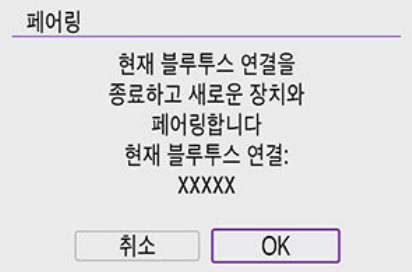 페어링
현재 블루투스 연결을
종료하고 새로운 장치와
페어링합니다
현재 블루투스 연결:
XXXXX
취소
OK